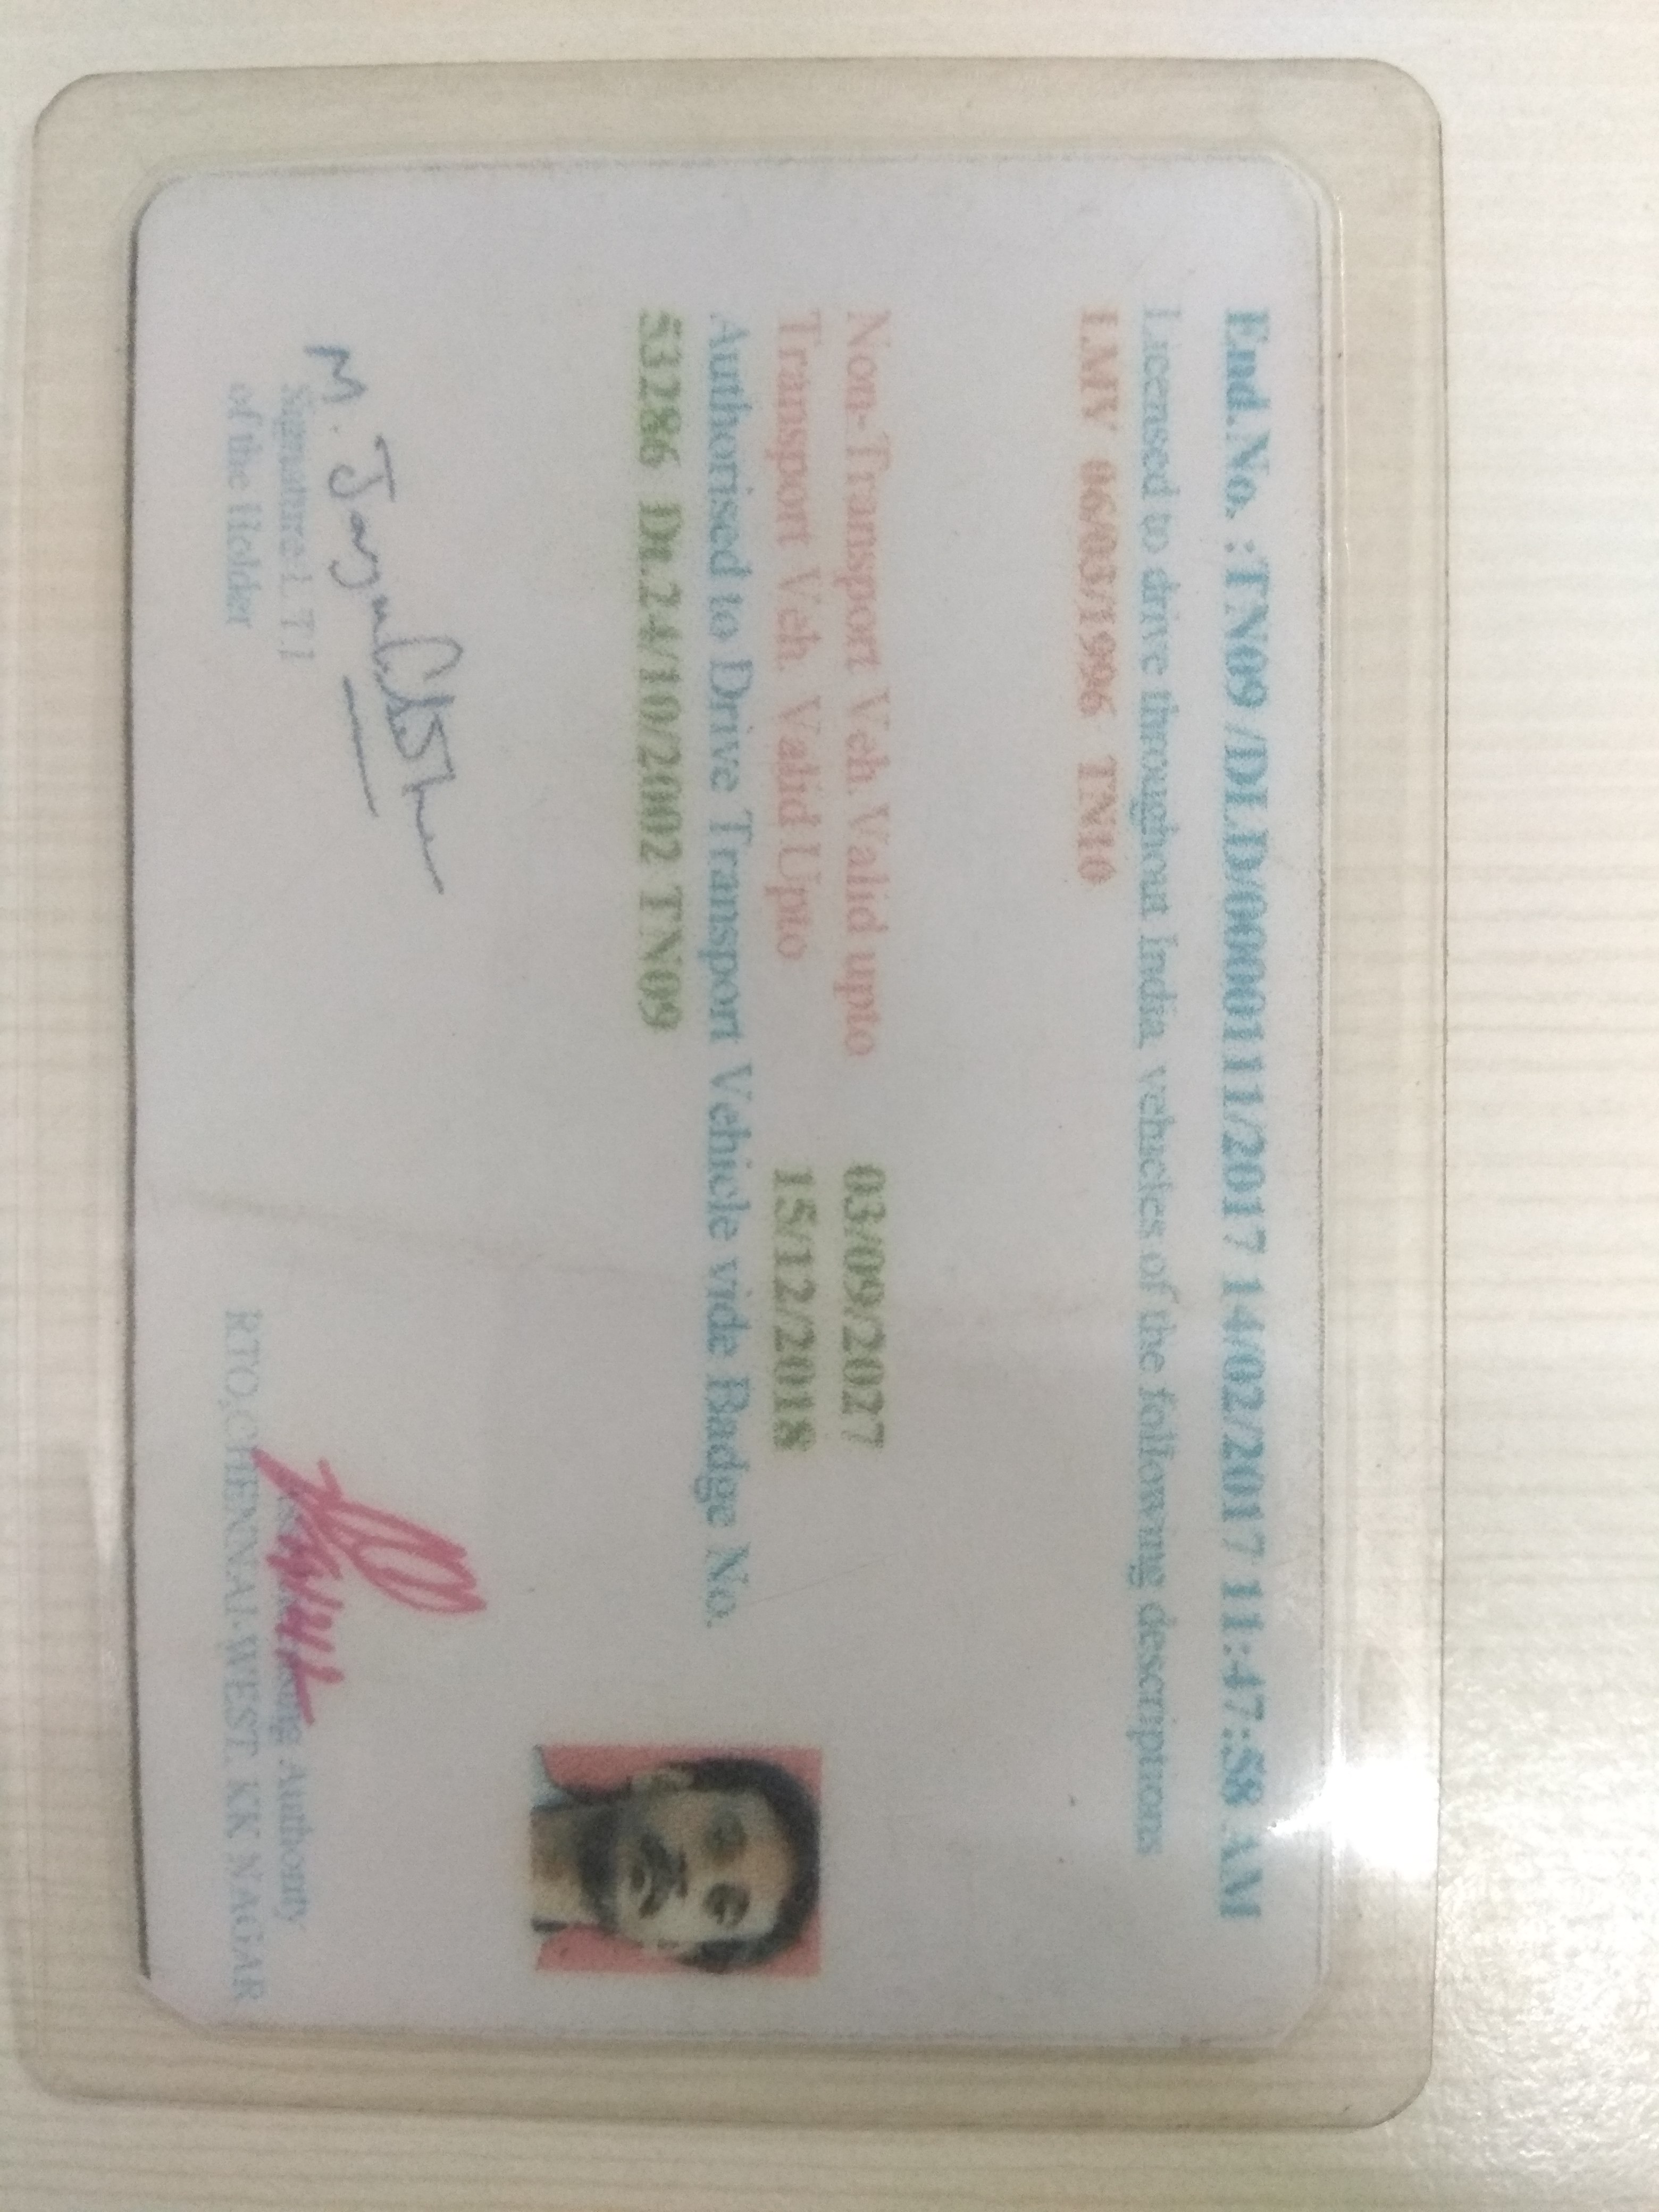 End.No. :TN09 /DLD/0000111/2017 14/02/2017 11:47:58 AM
Licensed to drive throughout India, vehicles of the following descriptions
LMV 06/03/1996 TN10
Non-Transport Veh.Valid upto 03/09/2027
Transport Veh. Valid Upto 15/12/2018
Authorised to Drive Transport Vehicle vide Badge No.
53286 Dt.24/10/2002 TN09
M.
Signature
of the Holder
Authority
RTO,CHENNAI-WEST, KK NAGAR